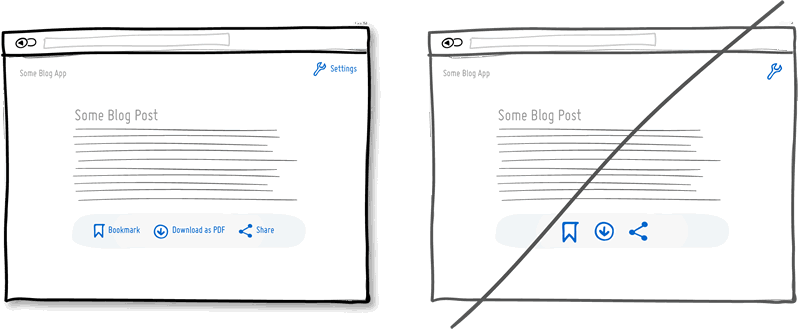 Some Blog App
Settings
Some Blog Post
Bookmark
Download as PDF
Share
Some Blog App
Some Blog Post